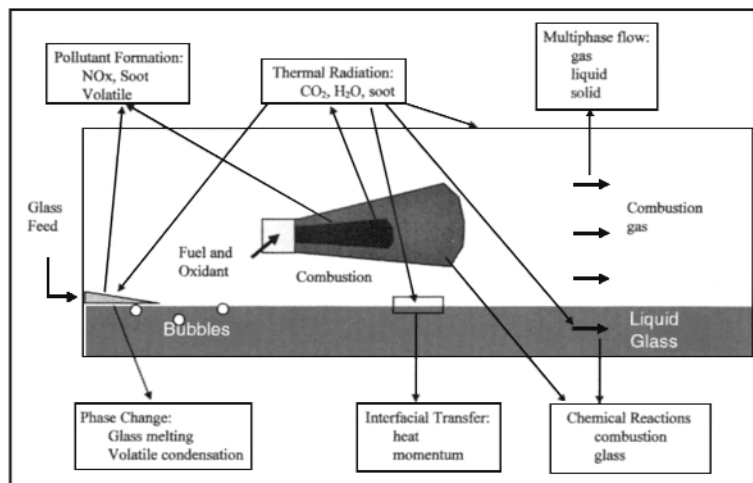 Pollutant Formation:
NOx, Soot
Volatile
Thermal Radiation:
CO₂, H₂O, soot
Multiphase flow:
gas
liquid
solid
Glass
Feed
Fuel and
Oxidant
Combustion
Combustion
gas
Bubbles
Liquid
Glass
Phase Change:
Glass melting
Volatile condensation
Interfacial Transfer:
heat
momentum
Chemical Reactions
combustion
glass